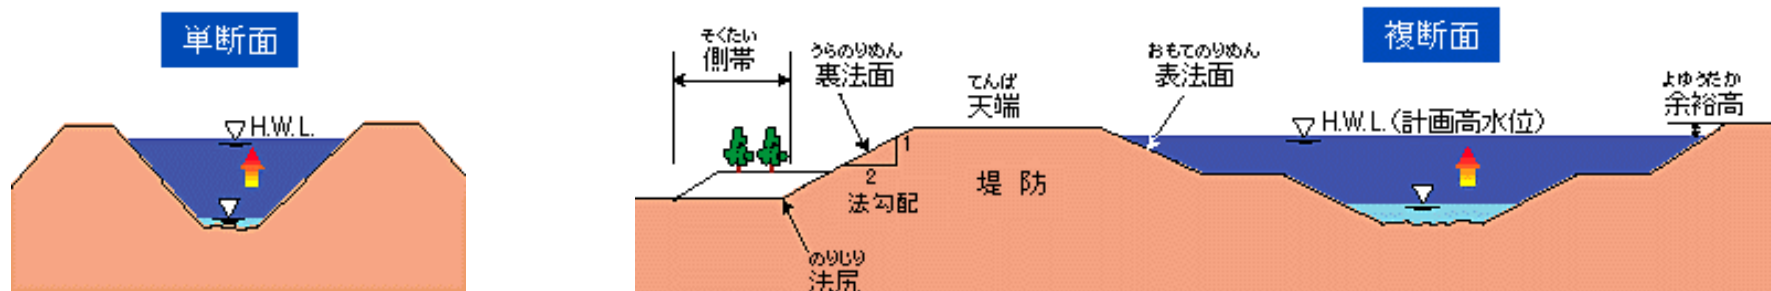 単断面
H.W.L.
そくたい
側帯
うらのりめん
裏法面
てんば
天端
おもてのりめん
表法面
複断面
よゆうたか
余裕高
H.W.L.(計画高水位)
1
2
法勾配
堤防
のりじり
法尻